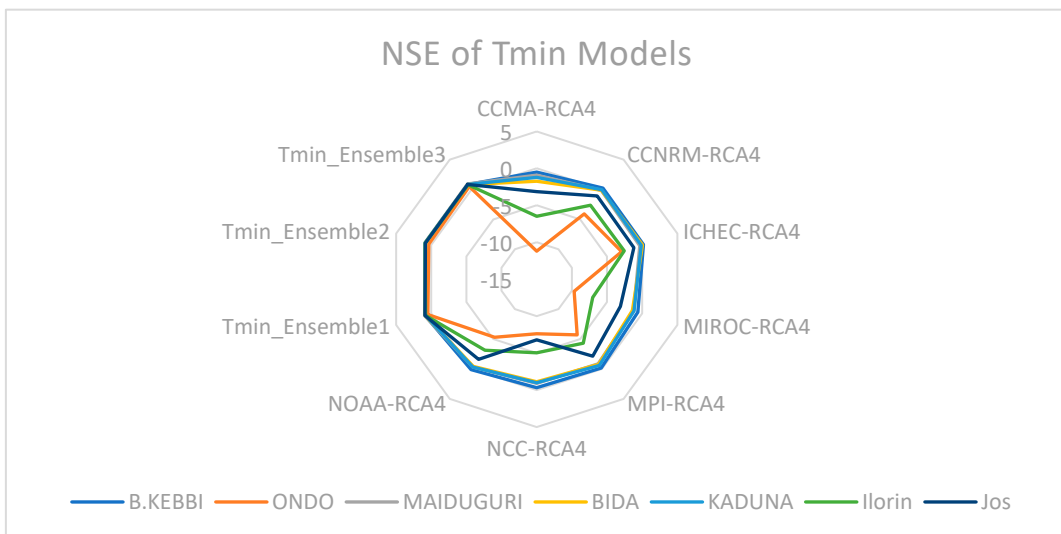 NSE of Tmin Models
CCMA-RCA4
CCNRM-RCA4
ICHEC-RCA4
MIROC-RCA4
MPI-RCA4
NCC-RCA4
NOAA-RCA4
Tmin_Ensemble1
Tmin_Ensemble2
Tmin_Ensemble3
5
0
-5
-10
-15
B.KEBBI ONDO MAIDUGURI BIDA KADUNA Ilorin Jos